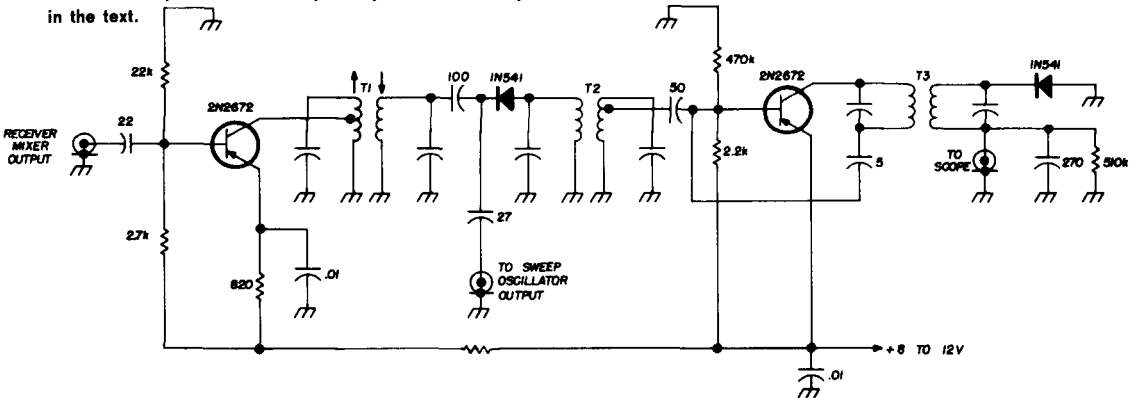 in the text.
22k
22
RECEIVER
MIXER
OUTPUT
2N2672
2.7k
820
.01
T1
100
1N541
27
TO SWEEP
OSCILLATOR
OUTPUT
T2
50
470k
2N2672
2.2k
5
T3
1N541
TO
SCOPE
270
510k
+8 TO 12V
.01